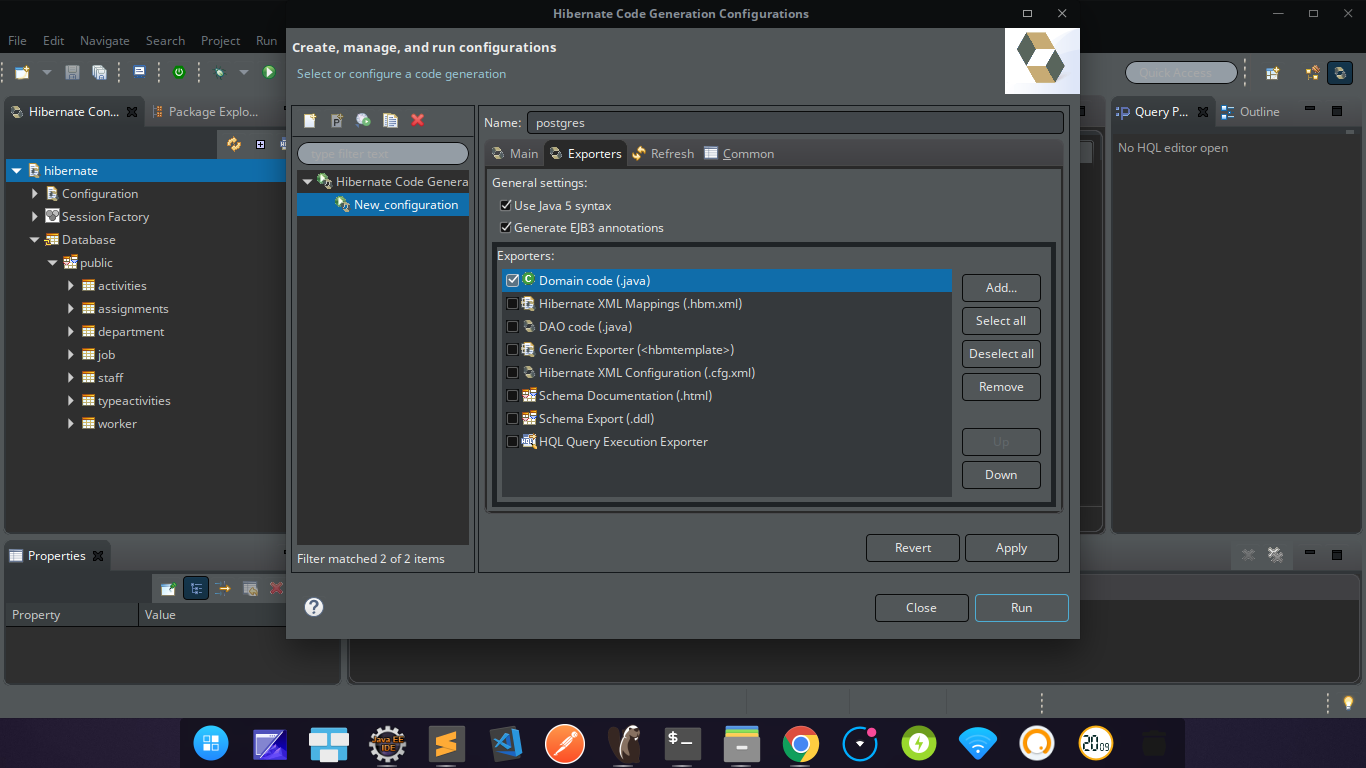 Hibernate Code Generation Configurations
File Edit Navigate Search Project Run
Create, manage, and run configurations
Select or configure a code generation
Quick Access
Hibernate Con...
Package Explo...
hibernate
Configuration
Session Factory
Database
public
activities
assignments
department
job
staff
typeactivities
worker
type filter text
Hibernate Code Genera
New_configuration
Filter matched 2 of 2 items
Name: postgres
Main Exporters Refresh Common
General settings:
Use Java 5 syntax
Generate EJB3 annotations
Exporters:
Domain code (.java)
Hibernate XML Mappings (.hbm.xml)
DAO code (.java)
Generic Exporter (<hbmtemplate>)
Hibernate XML Configuration (.cfg.xml)
Schema Documentation (.html)
Schema Export (.ddl)
HQL Query Execution Exporter
Add...
Select all
Deselect all
Remove
Up
Down
Revert Apply
Close Run
Query P...
Outline
No HQL editor open
Properties
Property Value
Java EE
IDE
$_
20
09